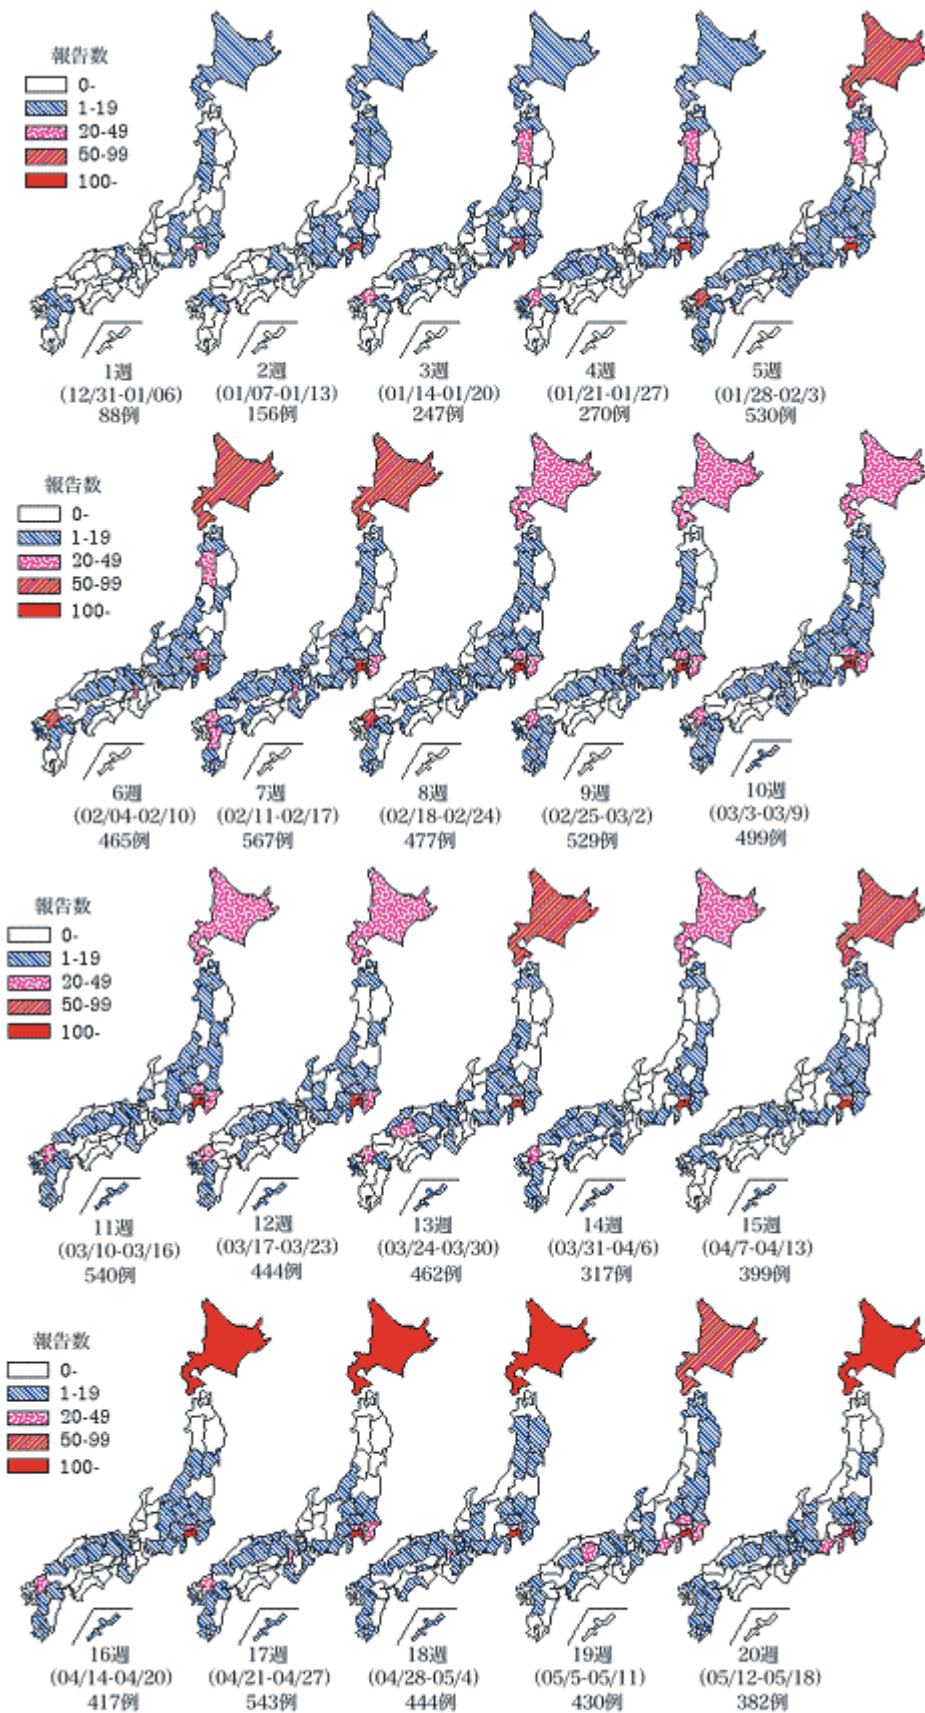 報告数
0-
1-19
20-49
50-99
100-
1週
(12/31-01/06)
88例
2週
(01/07-01/13)
156例
3週
(01/14-01/20)
247例
4週
(01/21-01/27)
270例
5週
(01/28-02/3)
530例
報告数
0-
1-19
20-49
50-99
100-
6週
(02/04-02/10)
465例
7週
(02/11-02/17)
567例
8週
(02/18-02/24)
477例
9週
(02/25-03/2)
529例
10週
(03/3-03/9)
499例
報告数
0-
1-19
20-49
50-99
100-
11週
(03/10-03/16)
540例
12週
(03/17-03/23)
444例
13週
(03/24-03/30)
462例
14週
(03/31-04/6)
317例
15週
(04/7-04/13)
399例
報告数
0-
1-19
20-49
50-99
100-
16週
(04/14-04/20)
417例
17週
(04/21-04/27)
543例
18週
(04/28-05/4)
444例
19週
(05/5-05/11)
430例
20週
(05/12-05/18)
382例